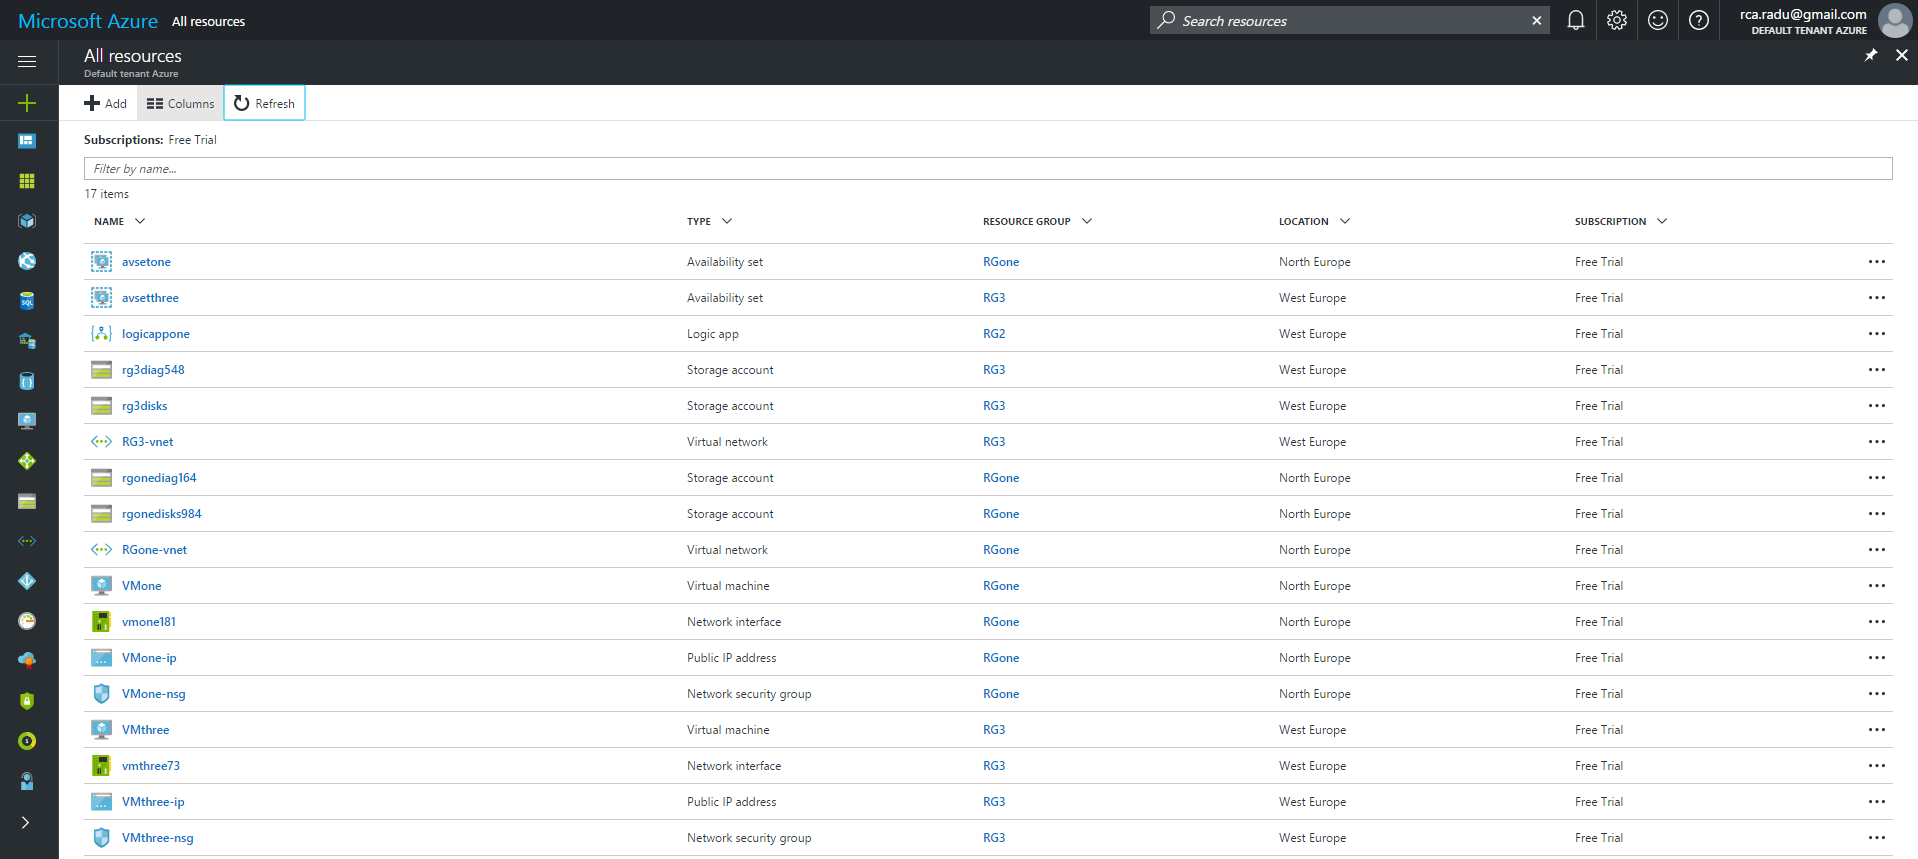 Microsoft Azure All resources Search resources rca.radu@gmail.com
DEFAULT TENANT AZURE
All resources
Default tenant Azure
Add Columns Refresh
Subscriptions: Free Trial
Filter by name...
17 items
NAME TYPE RESOURCE GROUP LOCATION SUBSCRIPTION
avsetone Availability set RGone North Europe Free Trial
avsetthree Availability set RG3 West Europe Free Trial
logicappone Logic app RG2 West Europe Free Trial
rg3diag548 Storage account RG3 West Europe Free Trial
rg3disks Storage account RG3 West Europe Free Trial
RG3-vnet Virtual network RG3 West Europe Free Trial
rgonediag164 Storage account RGone North Europe Free Trial
rgonedisks984 Storage account RGone North Europe Free Trial
RGone-vnet Virtual network RGone North Europe Free Trial
VMone Virtual machine RGone North Europe Free Trial
vmone181 Network interface RGone North Europe Free Trial
VMone-ip Public IP address RGone North Europe Free Trial
VMone-nsg Network security group RGone North Europe Free Trial
VMthree Virtual machine RG3 West Europe Free Trial
vmthree73 Network interface RG3 West Europe Free Trial
VMthree-ip Public IP address RG3 West Europe Free Trial
VMthree-nsg Network security group RG3 West Europe Free Trial